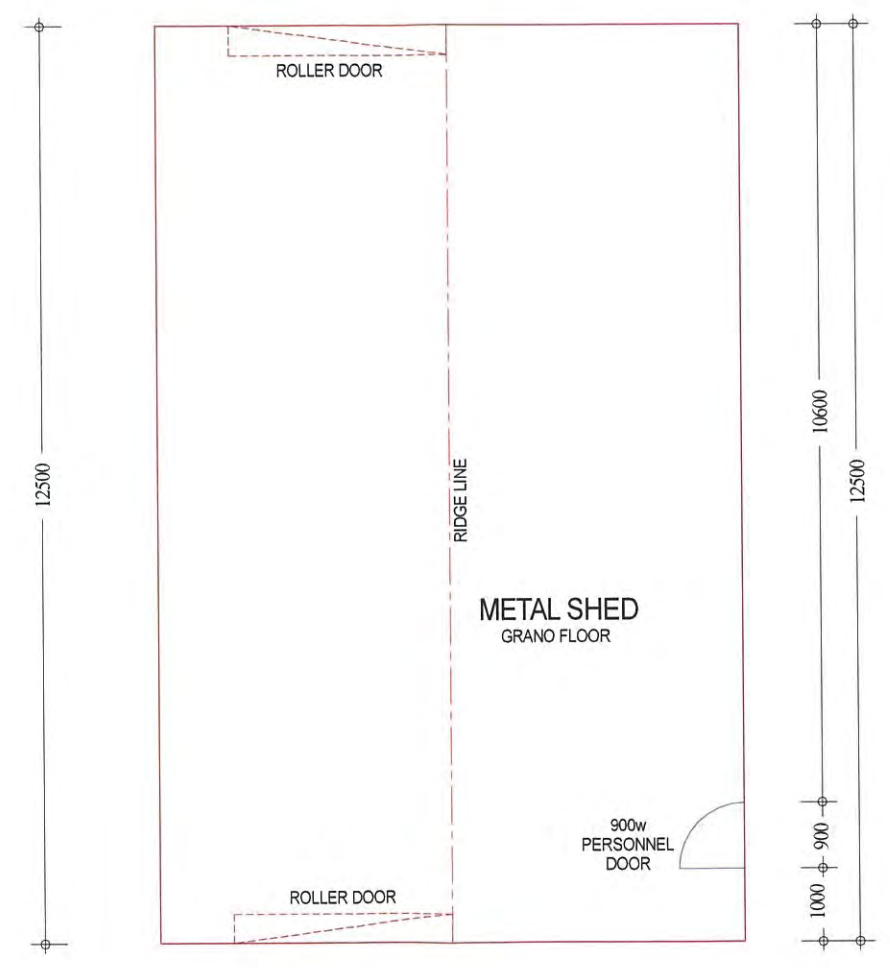 ROLLER DOOR
12500
RIDGE LINE
10600
12500
METAL SHED
GRANO FLOOR
900w
PERSONNEL
DOOR
900
1000
ROLLER DOOR